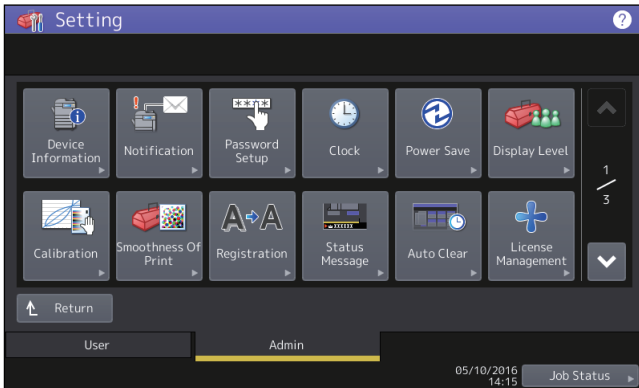 Setting
?
Device
Information
Notification
****
Password
Setup
Clock
Power Save
Display Level
1
3
Calibration
Smoothness Of
Print
A A
Registration
Status
Message
Auto Clear
License
Management
Return
User
Admin
05/10/2016
14:15
Job Status